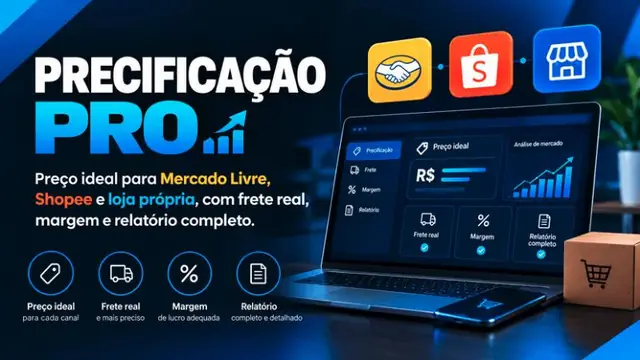 PRECIFICAÇÃO
PRO
Preço ideal para Mercado Livre,
Shopee e loja própria, com frete real,
margem e relatório completo.
Preço ideal
para cada canal
Frete real
e mais preciso
Margem
de lucro adequada
Relatório
completo e detalhado
S
Precificação
Frete
Margem
Relatório
Preço ideal
R$
Análise de mercado
Frete real
Margem
Relatório
completo